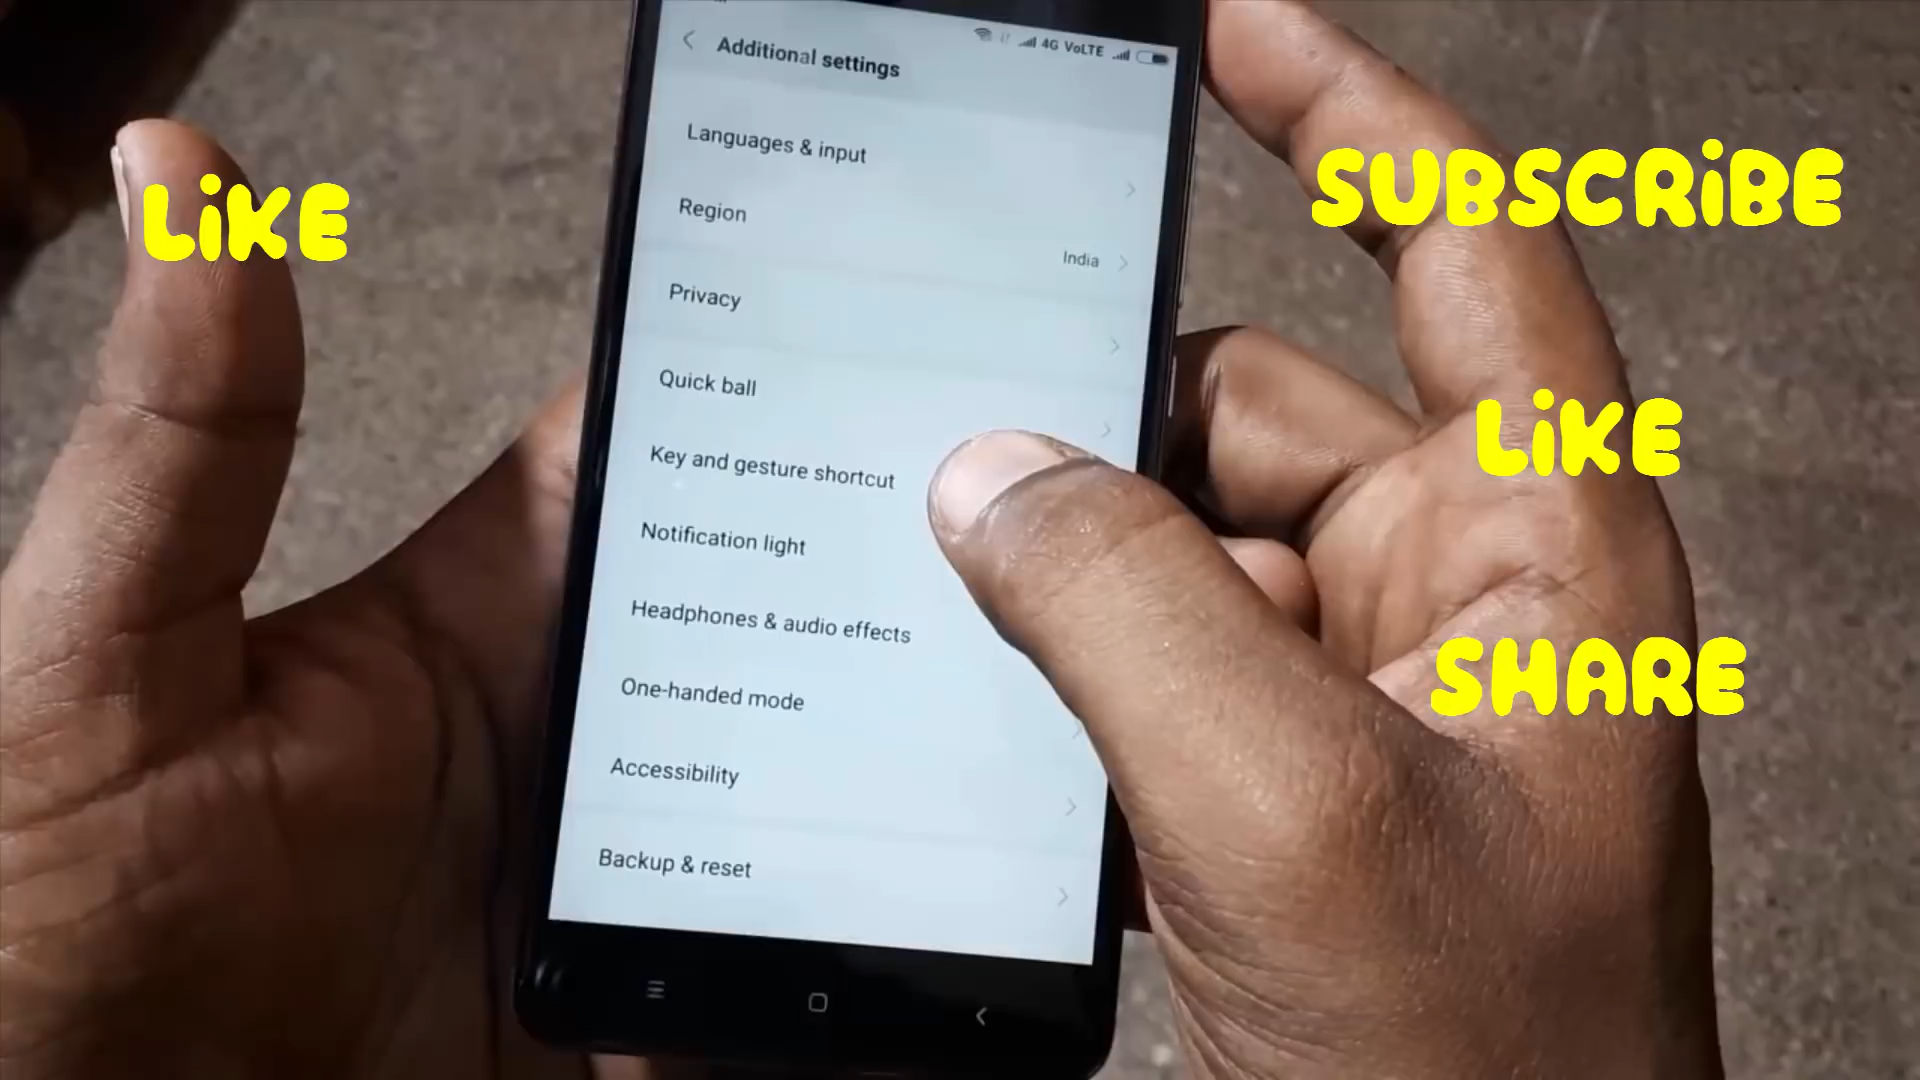 4G VoLTE
Additional settings
Languages & input
Region
India
Privacy
Quick ball
Key and gesture shortcut
Notification light
Headphones & audio effects
One-handed mode
Accessibility
Backup & reset
LiKE
SUBSCRiBE
LiKE
SHARE